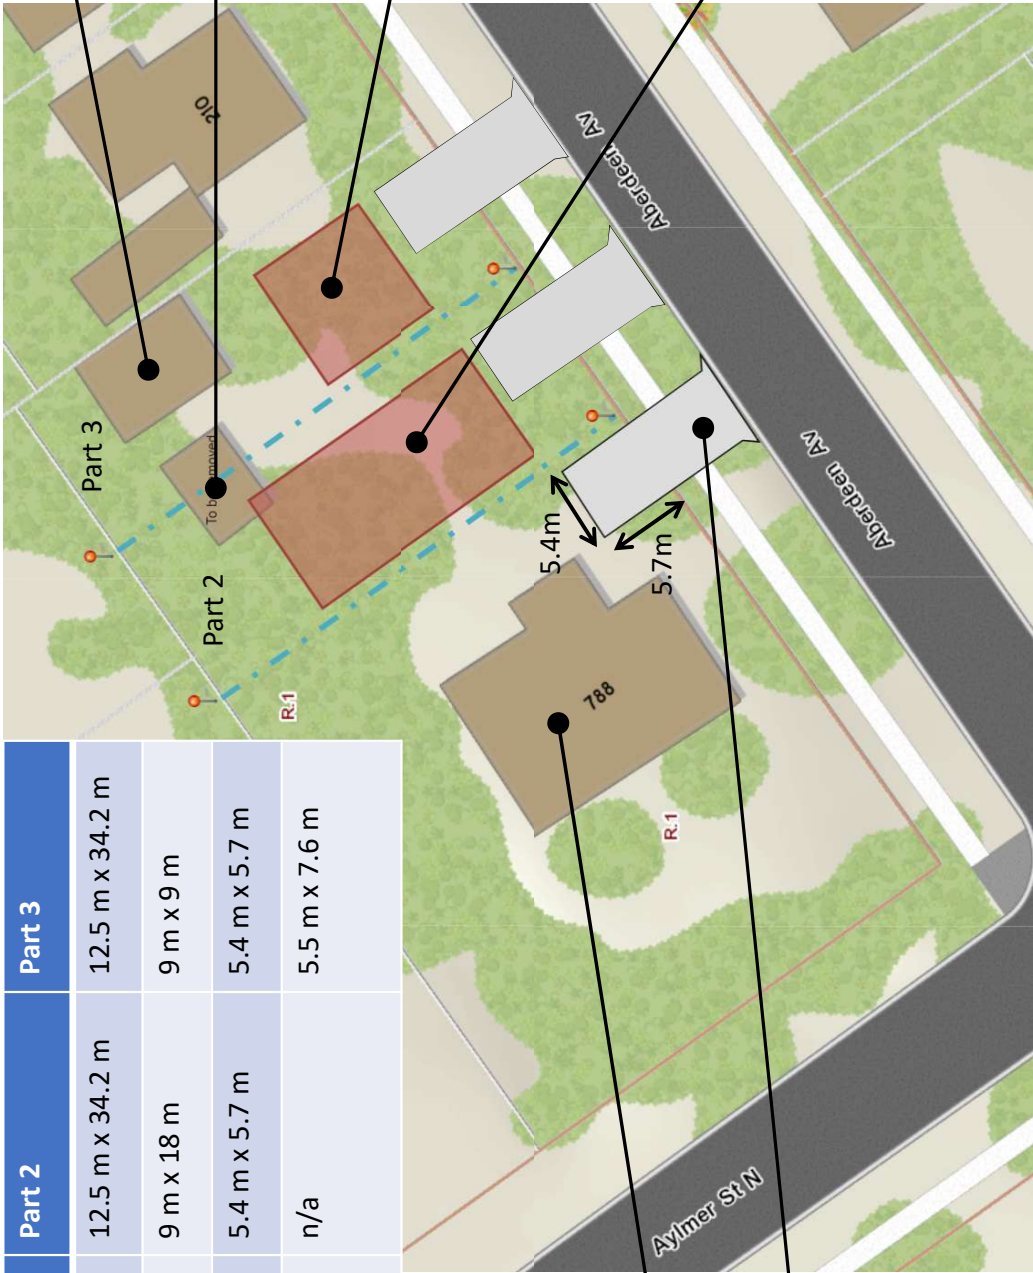 Part 2 Part 3
12.5 m x 34.2 m 12.5 m x 34.2 m
9 m x 18 m 9 m x 9 m
5.4 m x 5.7 m 5.4 m x 5.7 m
n/a 5.5 m x 7.6 m
Part 3
Part 2
210
R.1
5.4m
5.7m
788
R.1
Aberdeen Av
Aberdeen Av
Aylmer St N